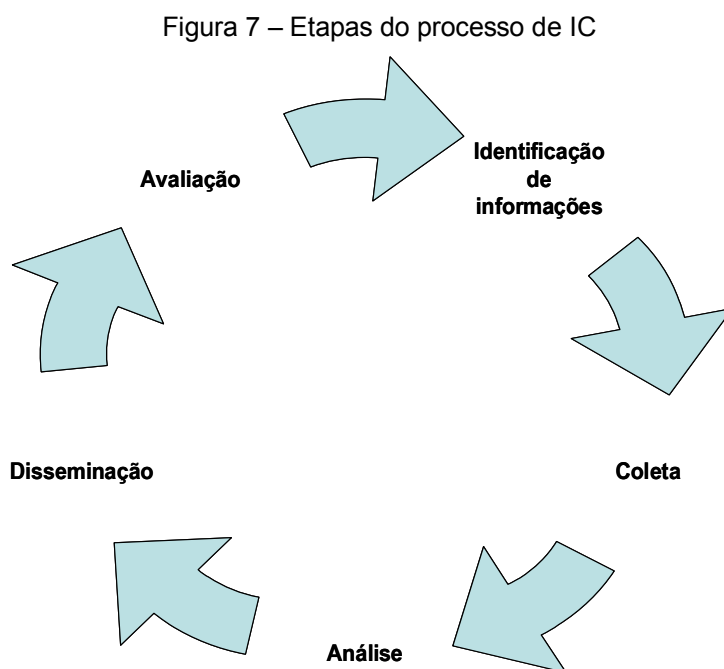 Figura 7 – Etapas do processo de IC
Identificação
de
informações
Avaliação
Coleta
Disseminação
Análise